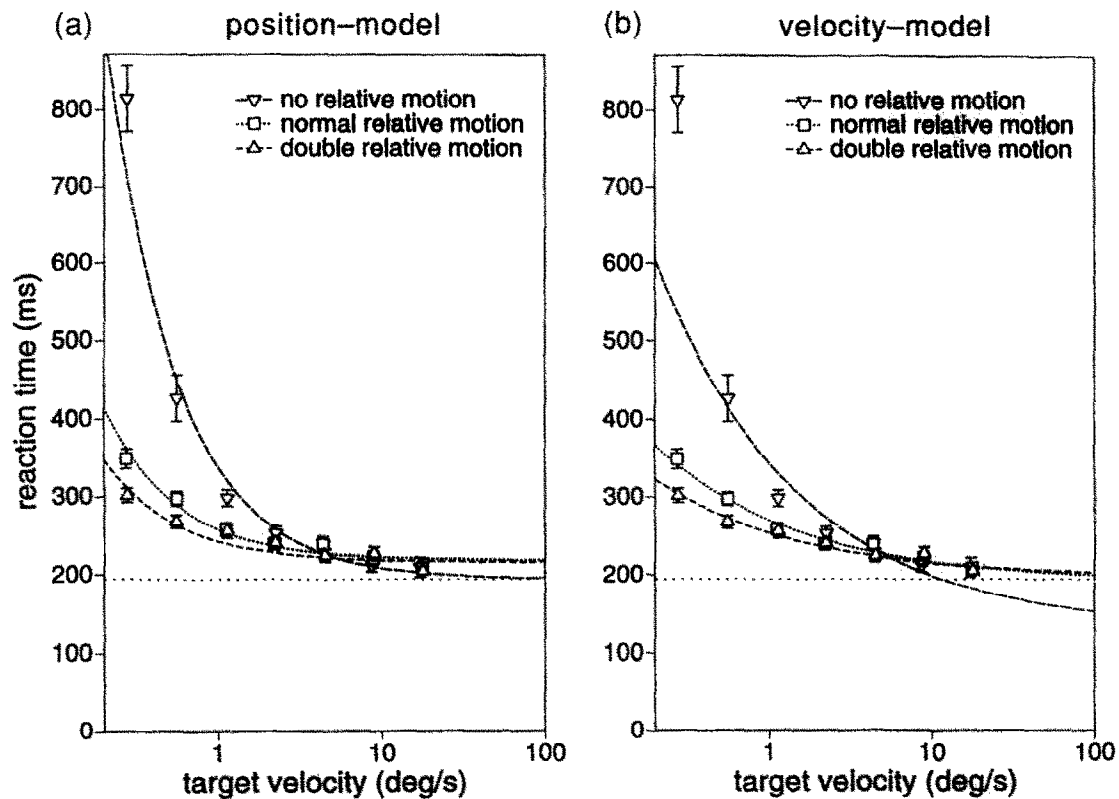 (a) position–model
800
700
600
500
400
300
200
100
0
reaction time (ms)
no relative motion
normal relative motion
double relative motion
1 10 100
target velocity (deg/s)
(b) velocity–model
800
700
600
500
400
300
200
100
0
no relative motion
normal relative motion
double relative motion
1 10 100
target velocity (deg/s)